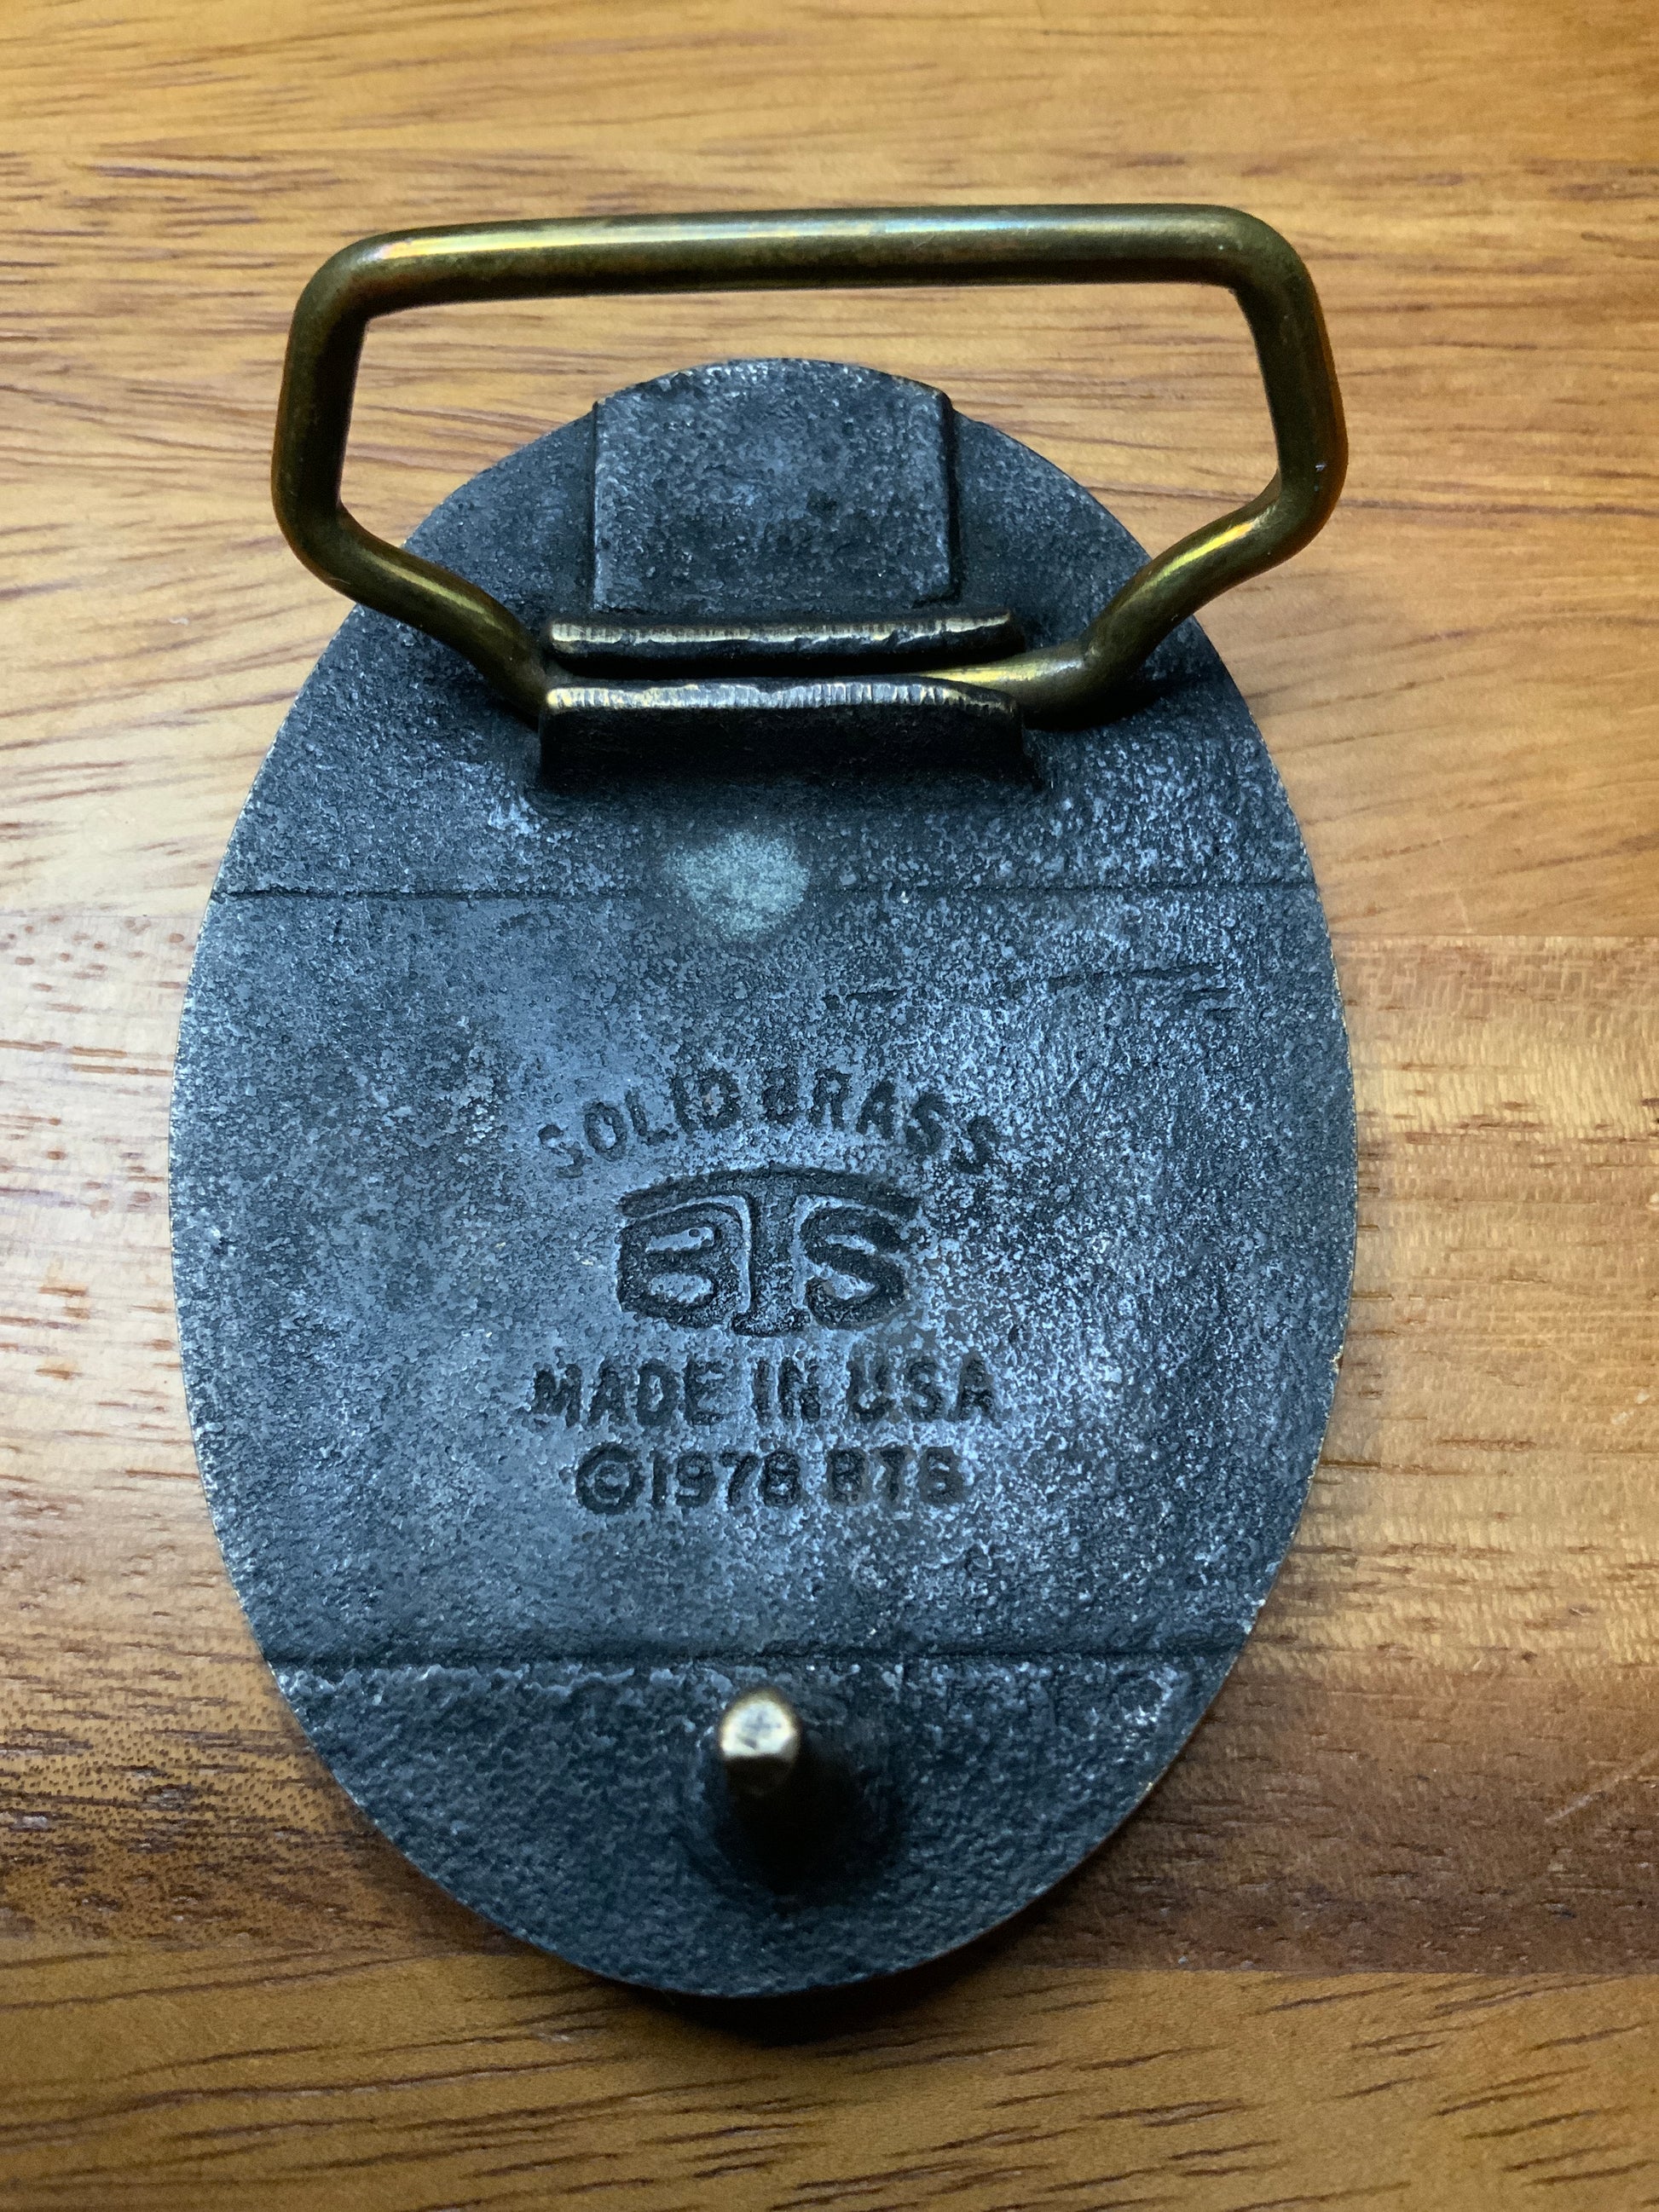 SOLID BRASS
BTS
MADE IN USA
©1978 BTS